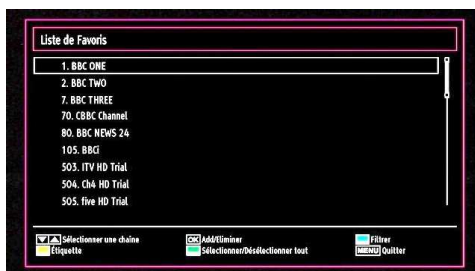 Liste de Favoris
1. BBC ONE
2. BBC TWO
7. BBC THREE
70. CBBC Channel
80. BBC NEWS 24
105. BBCi
503. ITV HD Trial
504. Ch4 HD Trial
505. five HD Trial
Sélectionner une chaîne OK Add/Eliminer Filtrer
Étiquette Sélectionner/Désélectionner tout MENU Quitter